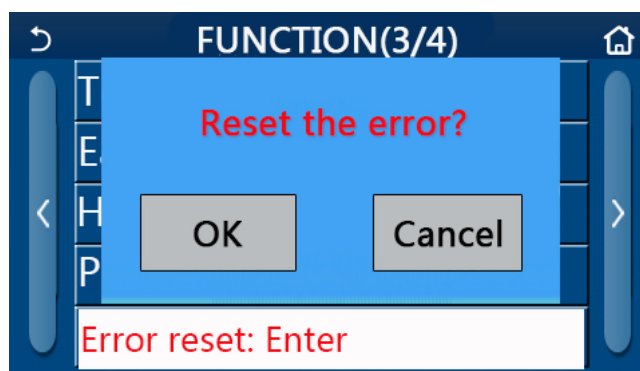 FUNCTION(3/4)
T
Reset the error?
E
H
OK
Cancel
P
Error reset: Enter